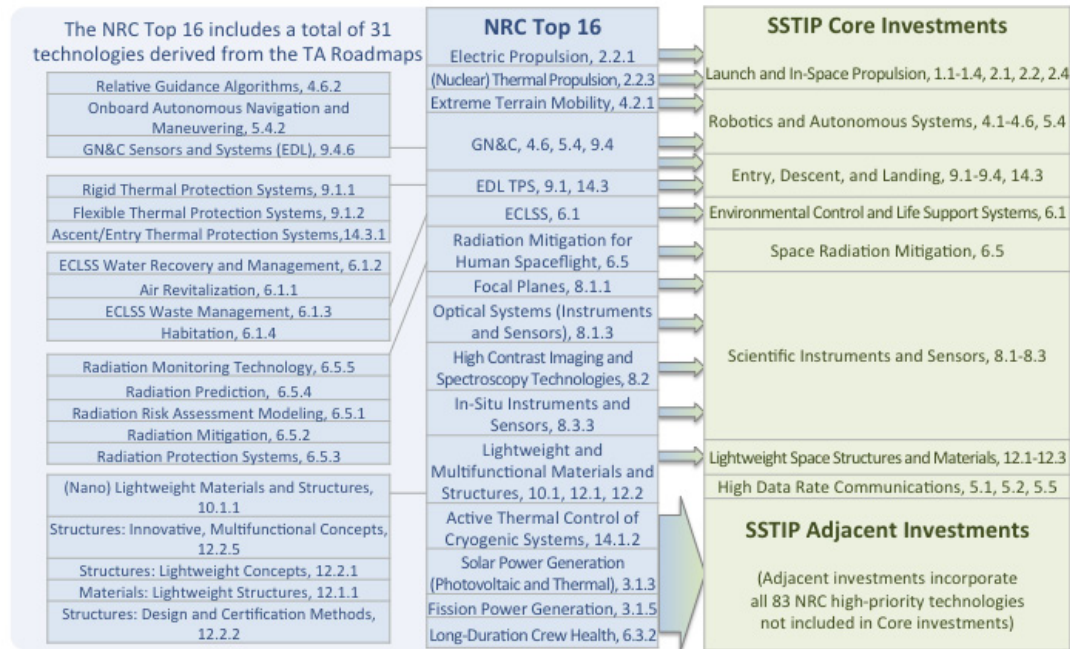 The NRC Top 16 includes a total of 31
technologies derived from the TA Roadmaps
Relative Guidance Algorithms, 4.6.2
Onboard Autonomous Navigation and
Maneuvering, 5.4.2
GN&C Sensors and Systems (EDL), 9.4.6
Rigid Thermal Protection Systems, 9.1.1
Flexible Thermal Protection Systems, 9.1.2
Ascent/Entry Thermal Protection Systems,14.3.1
ECLSS Water Recovery and Management, 6.1.2
Air Revitalization, 6.1.1
ECLSS Waste Management, 6.1.3
Habitation, 6.1.4
Radiation Monitoring Technology, 6.5.5
Radiation Prediction, 6.5.4
Radiation Risk Assessment Modeling, 6.5.1
Radiation Mitigation, 6.5.2
Radiation Protection Systems, 6.5.3
(Nano) Lightweight Materials and Structures,
10.1.1
Structures: Innovative, Multifunctional Concepts,
12.2.5
Structures: Lightweight Concepts, 12.2.1
Materials: Lightweight Structures, 12.1.1
Structures: Design and Certification Methods,
12.2.2
NRC Top 16
Electric Propulsion, 2.2.1
(Nuclear) Thermal Propulsion, 2.2.3
Extreme Terrain Mobility, 4.2.1
GN&C, 4.6, 5.4, 9.4
EDL TPS, 9.1, 14.3
ECLSS, 6.1
Radiation Mitigation for
Human Spaceflight, 6.5
Focal Planes, 8.1.1
Optical Systems (Instruments
and Sensors), 8.1.3
High Contrast Imaging and
Spectroscopy Technologies, 8.2
In-Situ Instruments and
Sensors, 8.3.3
Lightweight and
Multifunctional Materials and
Structures, 10.1, 12.1, 12.2
Active Thermal Control of
Cryogenic Systems, 14.1.2
Solar Power Generation
(Photovoltaic and Thermal), 3.1.3
Fission Power Generation, 3.1.5
Long-Duration Crew Health, 6.3.2
SSTIP Core Investments
Launch and In-Space Propulsion, 1.1-1.4, 2.1, 2.2, 2.4
Robotics and Autonomous Systems, 4.1-4.6, 5.4
Entry, Descent, and Landing, 9.1-9.4, 14.3
Environmental Control and Life Support Systems, 6.1
Space Radiation Mitigation, 6.5
Scientific Instruments and Sensors, 8.1-8.3
Lightweight Space Structures and Materials, 12.1-12.3
High Data Rate Communications, 5.1, 5.2, 5.5
SSTIP Adjacent Investments
(Adjacent investments incorporate
all 83 NRC high-priority technologies
not included in Core investments)